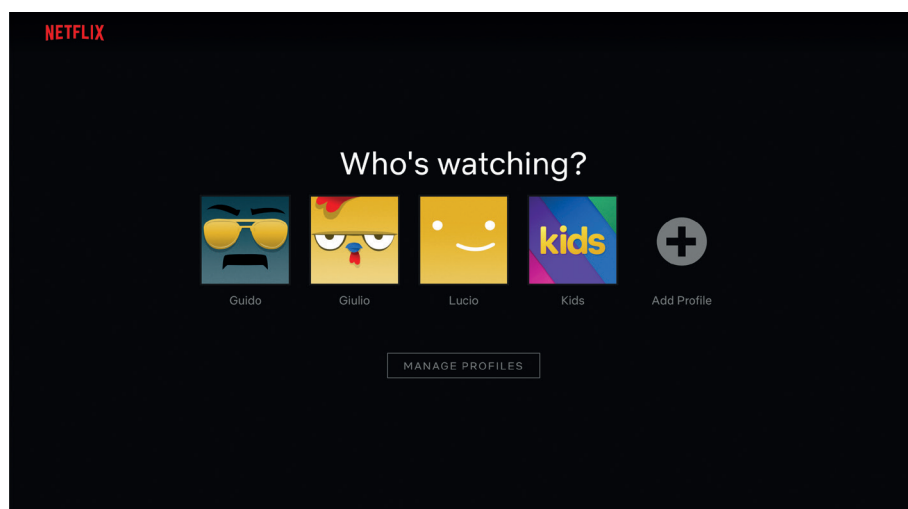 NETFLIX
Who's watching?
kids
Guido Giulio Lucio Kids Add Profile
MANAGE PROFILES